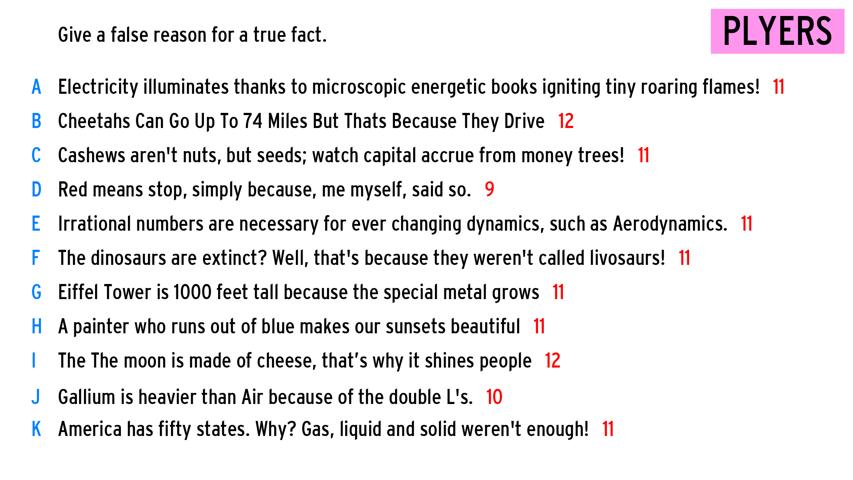 Give a false reason for a true fact.
PLYERS
A Electricity illuminates thanks to microscopic energetic books igniting tiny roaring flames! 11
B Cheetahs Can Go Up To 74 Miles But Thats Because They Drive 12
C Cashews aren't nuts, but seeds; watch capital accrue from money trees! 11
D Red means stop, simply because, me myself, said so. 9
E Irrational numbers are necessary for ever changing dynamics, such as Aerodynamics. 11
F The dinosaurs are extinct? Well, that's because they weren't called livosaurs! 11
G Eiffel Tower is 1000 feet tall because the special metal grows 11
H A painter who runs out of blue makes our sunsets beautiful 11
I The The moon is made of cheese, that’s why it shines people 12
J Gallium is heavier than Air because of the double L's. 10
K America has fifty states. Why? Gas, liquid and solid weren't enough! 11